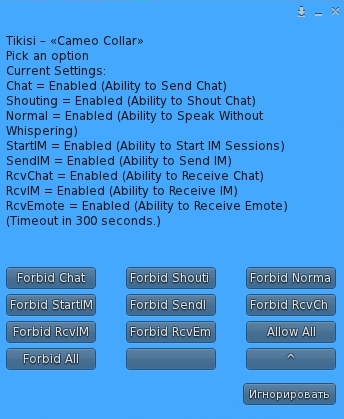 Tikisi – «Cameo Collar»
Pick an option
Current Settings:
Chat = Enabled (Ability to Send Chat)
Shouting = Enabled (Ability to Shout Chat)
Normal = Enabled (Ability to Speak Without
Whispering)
StartIM = Enabled (Ability to Start IM Sessions)
SendIM = Enabled (Ability to Send IM)
RcvChat = Enabled (Ability to Receive Chat)
RcvIM = Enabled (Ability to Receive IM)
RcvEmote = Enabled (Ability to Receive Emote)
(Timeout in 300 seconds.)
Forbid Chat Forbid Shouti Forbid Norma
Forbid StartIM Forbid SendI Forbid RcvCh
Forbid RcvIM Forbid RcvEm Allow All
Forbid All ^
Игнорировать